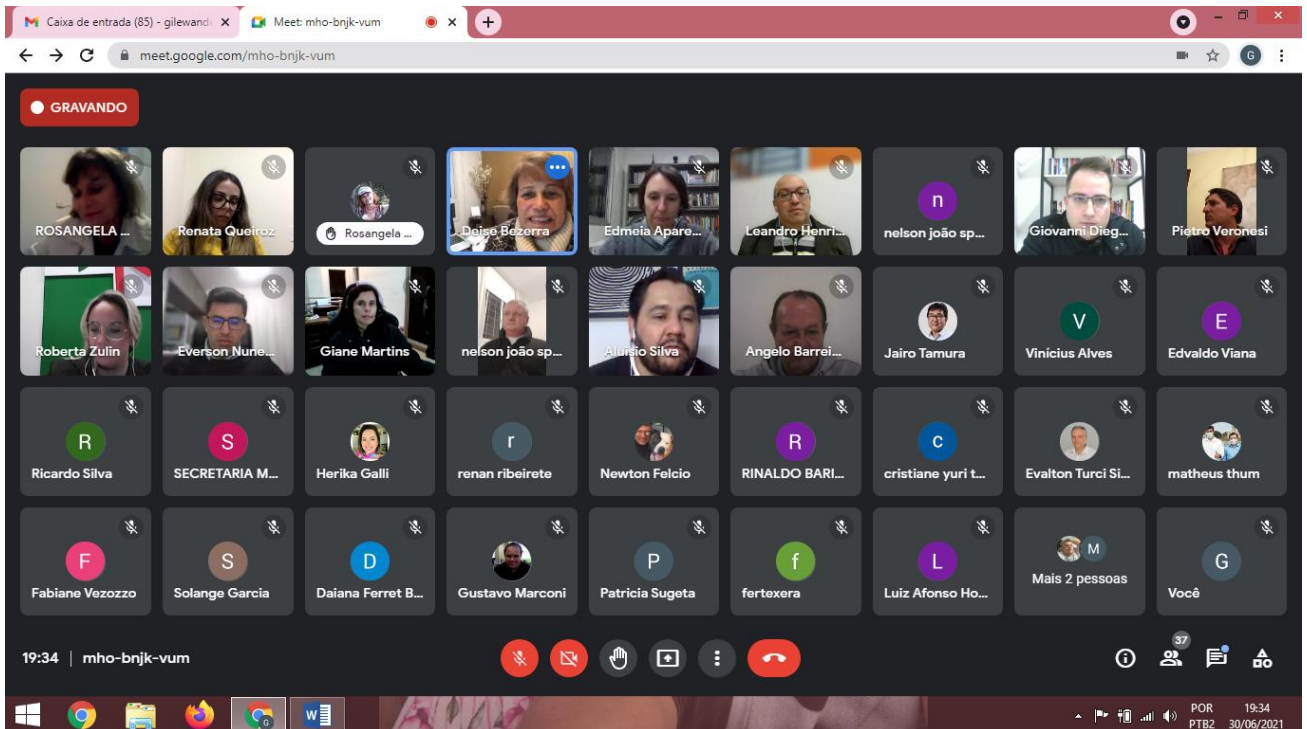 Caixa de entrada (85) - gilewand
Meet: mho-bnjk-vum
meet.google.com/mho-bnjk-vum
G
GRAVANDO
ROSANGELA ...
Renata Queiroz
Rosangela ...
Deise Bezerra
Edmeia Apare...
Leandro Henri...
n
nelson joão sp...
Giovanni Dieg...
Pietro Veronesi
Roberta Zulin
Everson Nune...
Giane Martins
nelson joão sp...
Aluisio Silva
Angelo Barrei...
Jairo Tamura
V
Vinícius Alves
E
Edvaldo Viana
R
Ricardo Silva
S
SECRETARIA M...
Herika Galli
r
renan ribeirete
Newton Felcio
R
RINALDO BARI...
c
cristiane yuri t...
Evalton Turci Si...
matheus thum
F
Fabiane Vezozzo
S
Solange Garcia
D
Daiana Ferret B...
Gustavo Marconi
P
Patricia Sugeta
f
fertexera
L
Luiz Afonso Ho...
M
Mais 2 pessoas
G
Você
19:34 | mho-bnjk-vum
37
POR 19:34
PTB2 30/06/2021